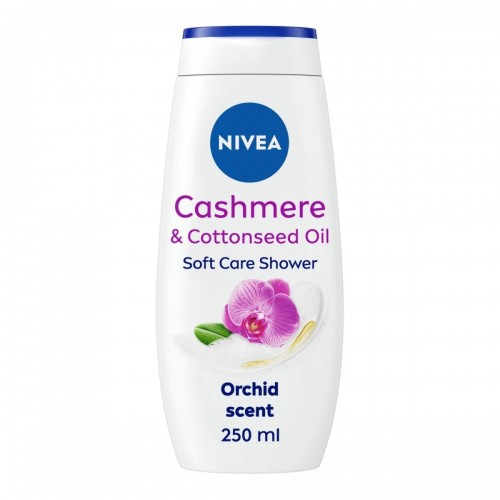 NIVEA
Cashmere
& Cottonseed Oil
Soft Care Shower
Orchid
scent
250 ml